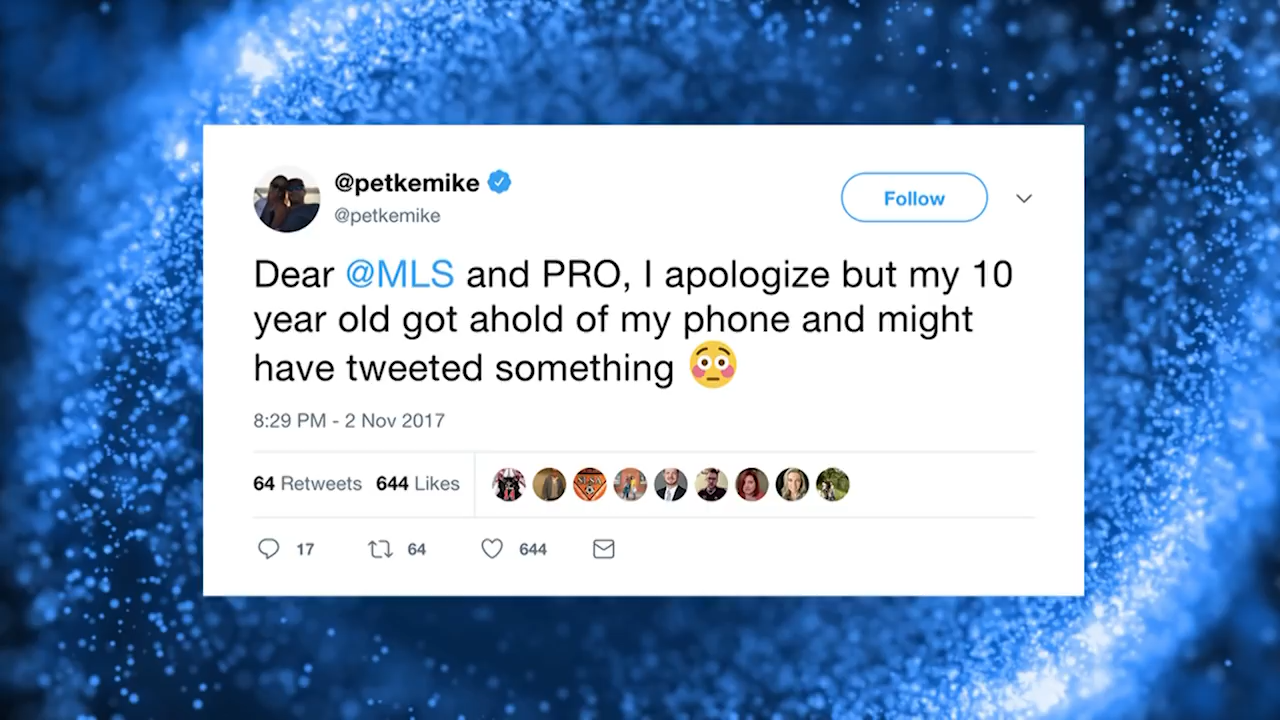 @petkemike
@petkemike
Follow
Dear @MLS and PRO, I apologize but my 10
year old got ahold of my phone and might
have tweeted something 😳
8:29 PM - 2 Nov 2017
64 Retweets 644 Likes
17 64 644